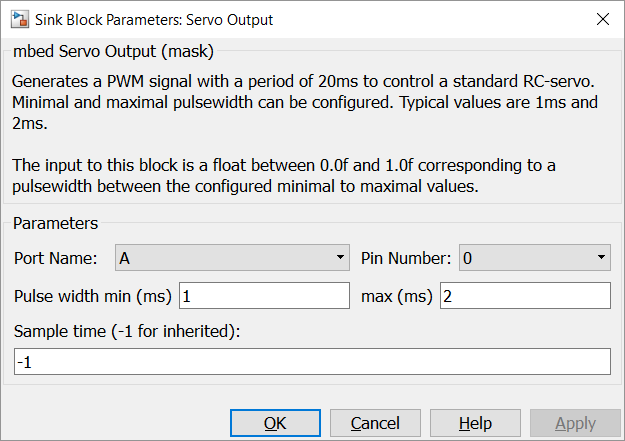 Sink Block Parameters: Servo Output
mbed Servo Output (mask)
Generates a PWM signal with a period of 20ms to control a standard RC-servo.
Minimal and maximal pulsewidth can be configured. Typical values are 1ms and
2ms.
The input to this block is a float between 0.0f and 1.0f corresponding to a
pulsewidth between the configured minimal to maximal values.
Parameters
Port Name: A Pin Number: 0
Pulse width min (ms) 1 max (ms) 2
Sample time (-1 for inherited):
-1
OK Cancel Help Apply